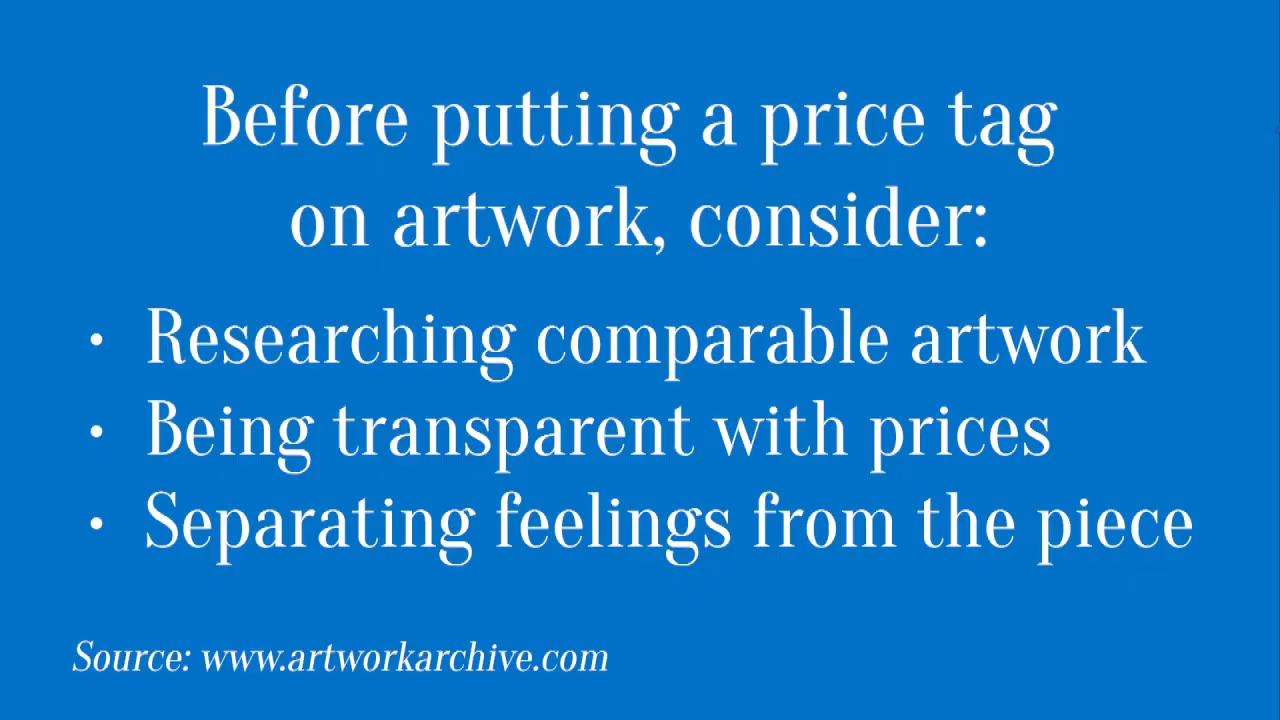 Before putting a price tag
on artwork, consider:
• Researching comparable artwork
• Being transparent with prices
• Separating feelings from the piece
Source: www.artworkarchive.com